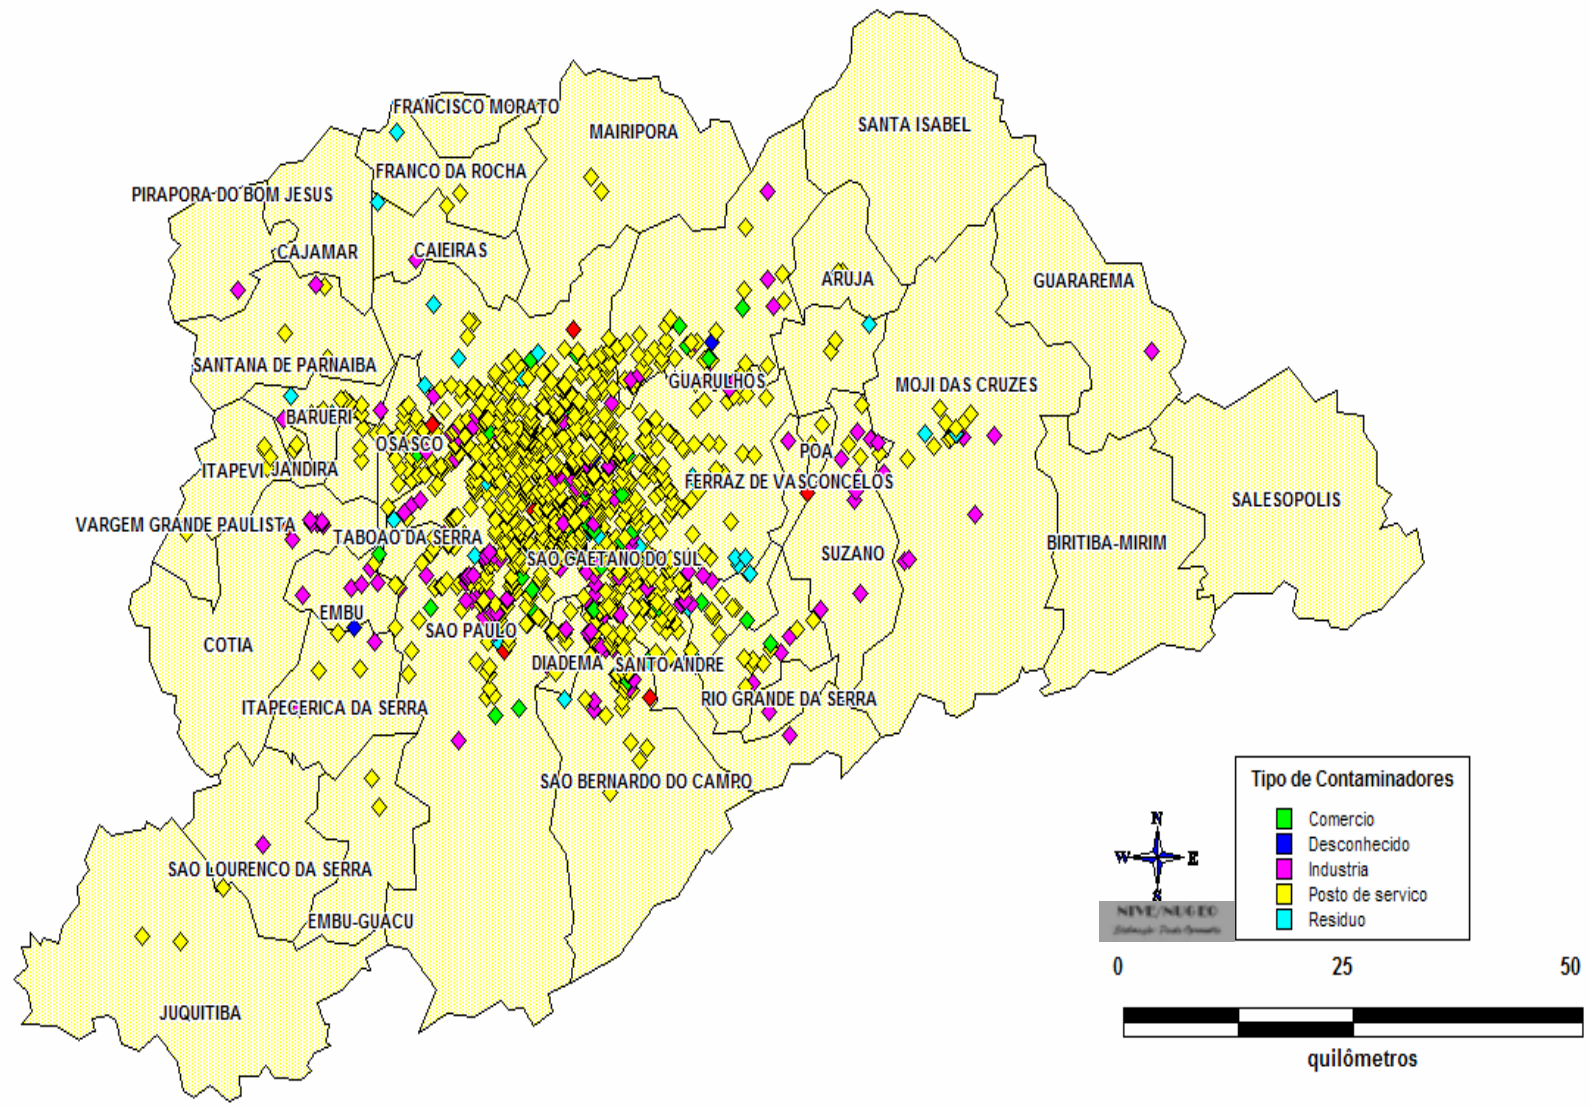 FRANCISCO MORATO
MAIRIPORA
SANTA ISABEL
FRANCO DA ROCHA
PIRAPORA DO BOM JESUS
CAJAMAR
CAIEIRAS
ARUJA
GUARAREMA
SANTANA DE PARNAIBA
GUARULHOS
MOJI DAS CRUZES
BARUERI
OSASCO
POA
ITAPEVI
JANDIRA
FERRAZ DE VASCONCELOS
SALESOPOLIS
VARGEM GRANDE PAULISTA
TABOAO DA SERRA
BIRITIBA-MIRIM
SAO CAETANO DO SUL
SUZANO
EMBU
SAO PAULO
COTIA
DIADEMA
SANTO ANDRE
RIO GRANDE DA SERRA
ITAPECERICA DA SERRA
SAO BERNARDO DO CAMPO
SAO LOURENCO DA SERRA
EMBU-GUACU
JUQUITIBA
Tipo de Contaminadores
Comercio
Desconhecido
Industria
Posto de servico
Residuo
N
W
E
S
NIVE/NUGEO
0 25 50
quilômetros